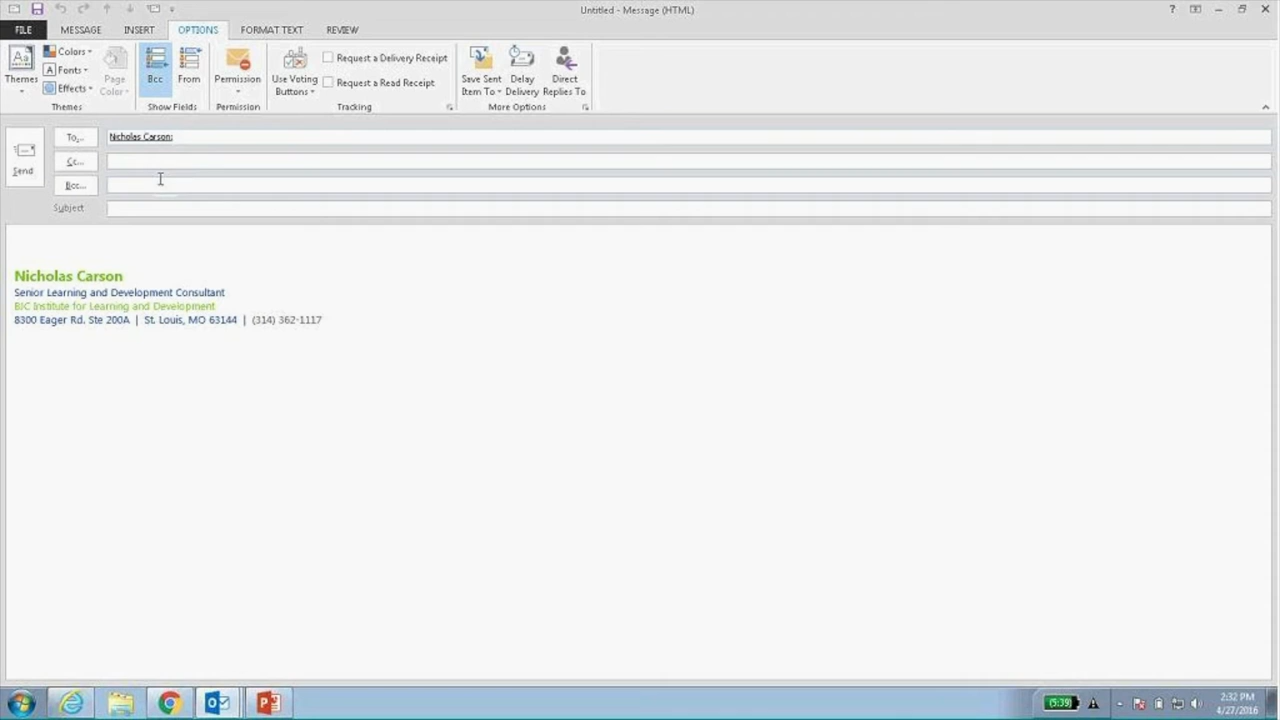 Untitled - Message (HTML)
FILE MESSAGE INSERT OPTIONS FORMAT TEXT REVIEW
Themes
Colors
Fonts
Effects
Page Color
Themes
Bcc
From
Show Fields
Permission
Permission
Use Voting Buttons
Request a Delivery Receipt
Request a Read Receipt
Tracking
Save Sent Item To
Delay Delivery
Direct Replies To
More Options
Send
To...
Nicholas Carson;
Cc...
Bcc...
Subject
Nicholas Carson
Senior Learning and Development Consultant
BJC Institute for Learning and Development
8300 Eager Rd. Ste 200A | St. Louis, MO 63144 | (314) 362-1117
(5:39)
2:32 PM
4/27/2016